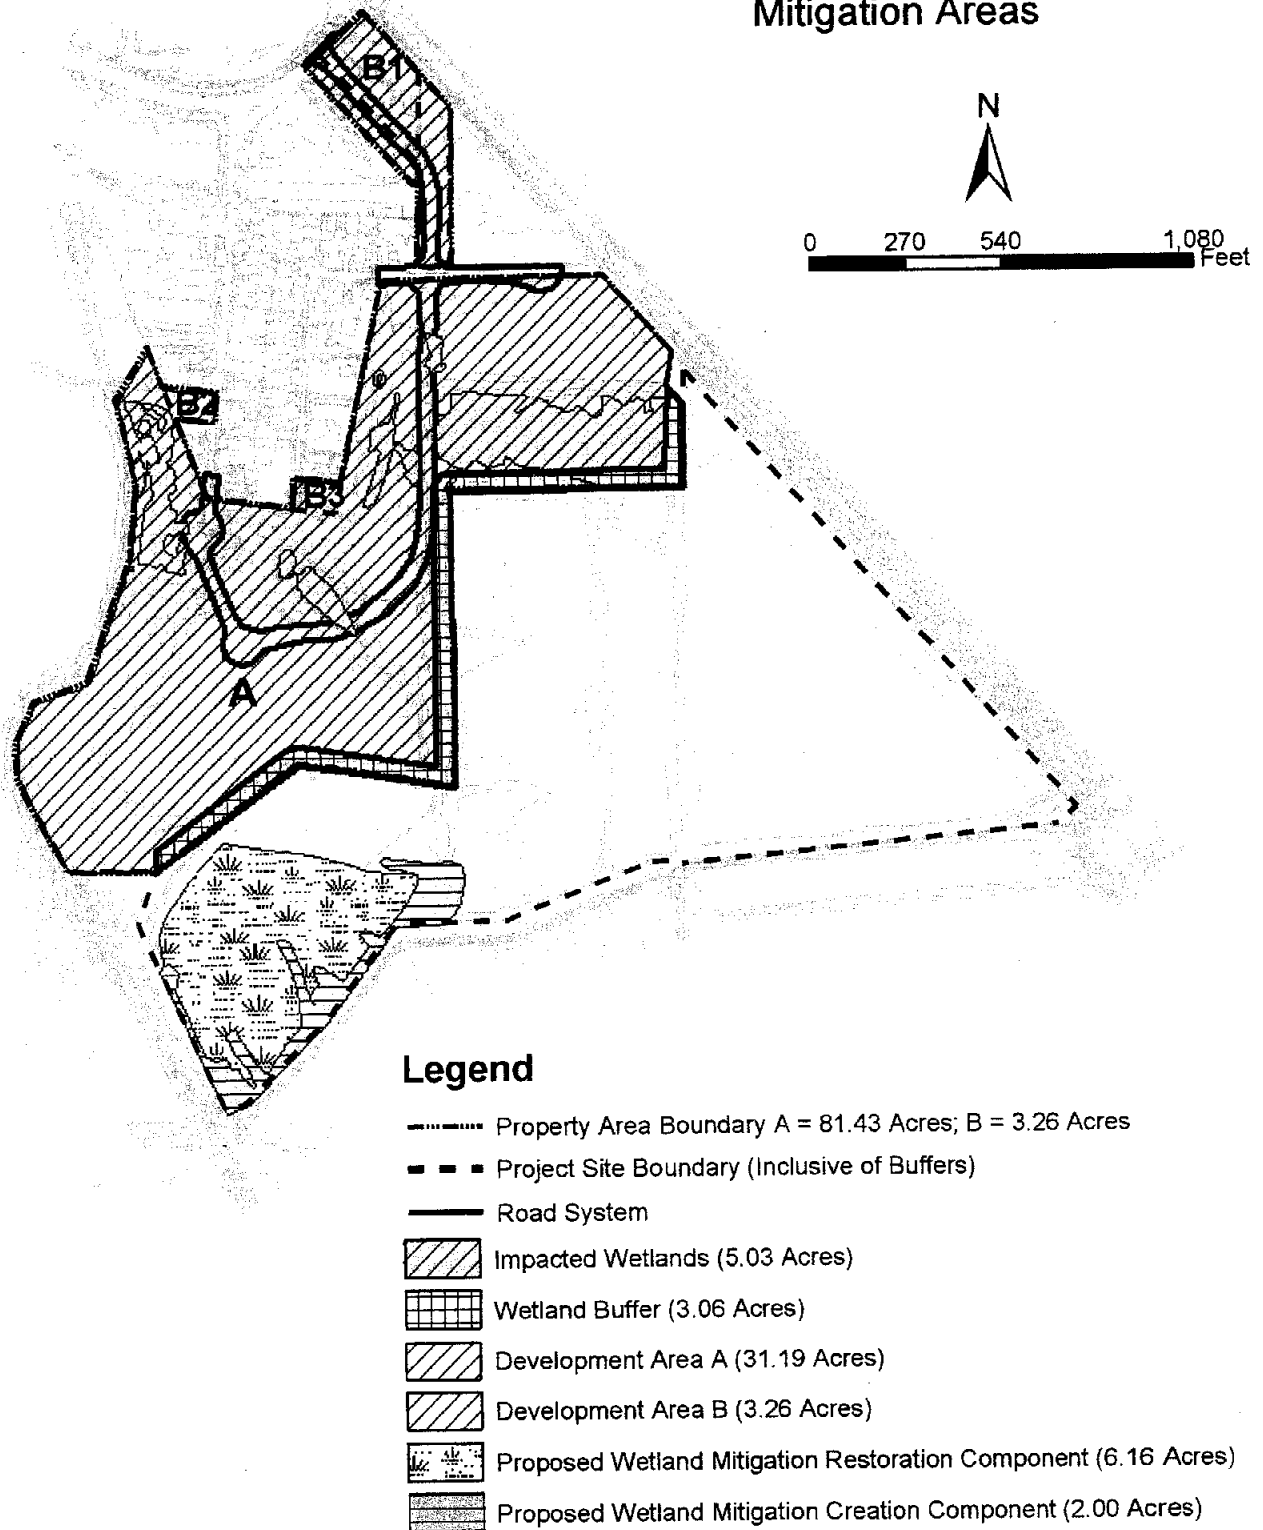 Mitigation Areas
N
0 270 540 1,080
Feet
B1
B2
B3
A
Legend
Property Area Boundary A = 81.43 Acres; B = 3.26 Acres
Project Site Boundary (Inclusive of Buffers)
Road System
Impacted Wetlands (5.03 Acres)
Wetland Buffer (3.06 Acres)
Development Area A (31.19 Acres)
Development Area B (3.26 Acres)
Proposed Wetland Mitigation Restoration Component (6.16 Acres)
Proposed Wetland Mitigation Creation Component (2.00 Acres)